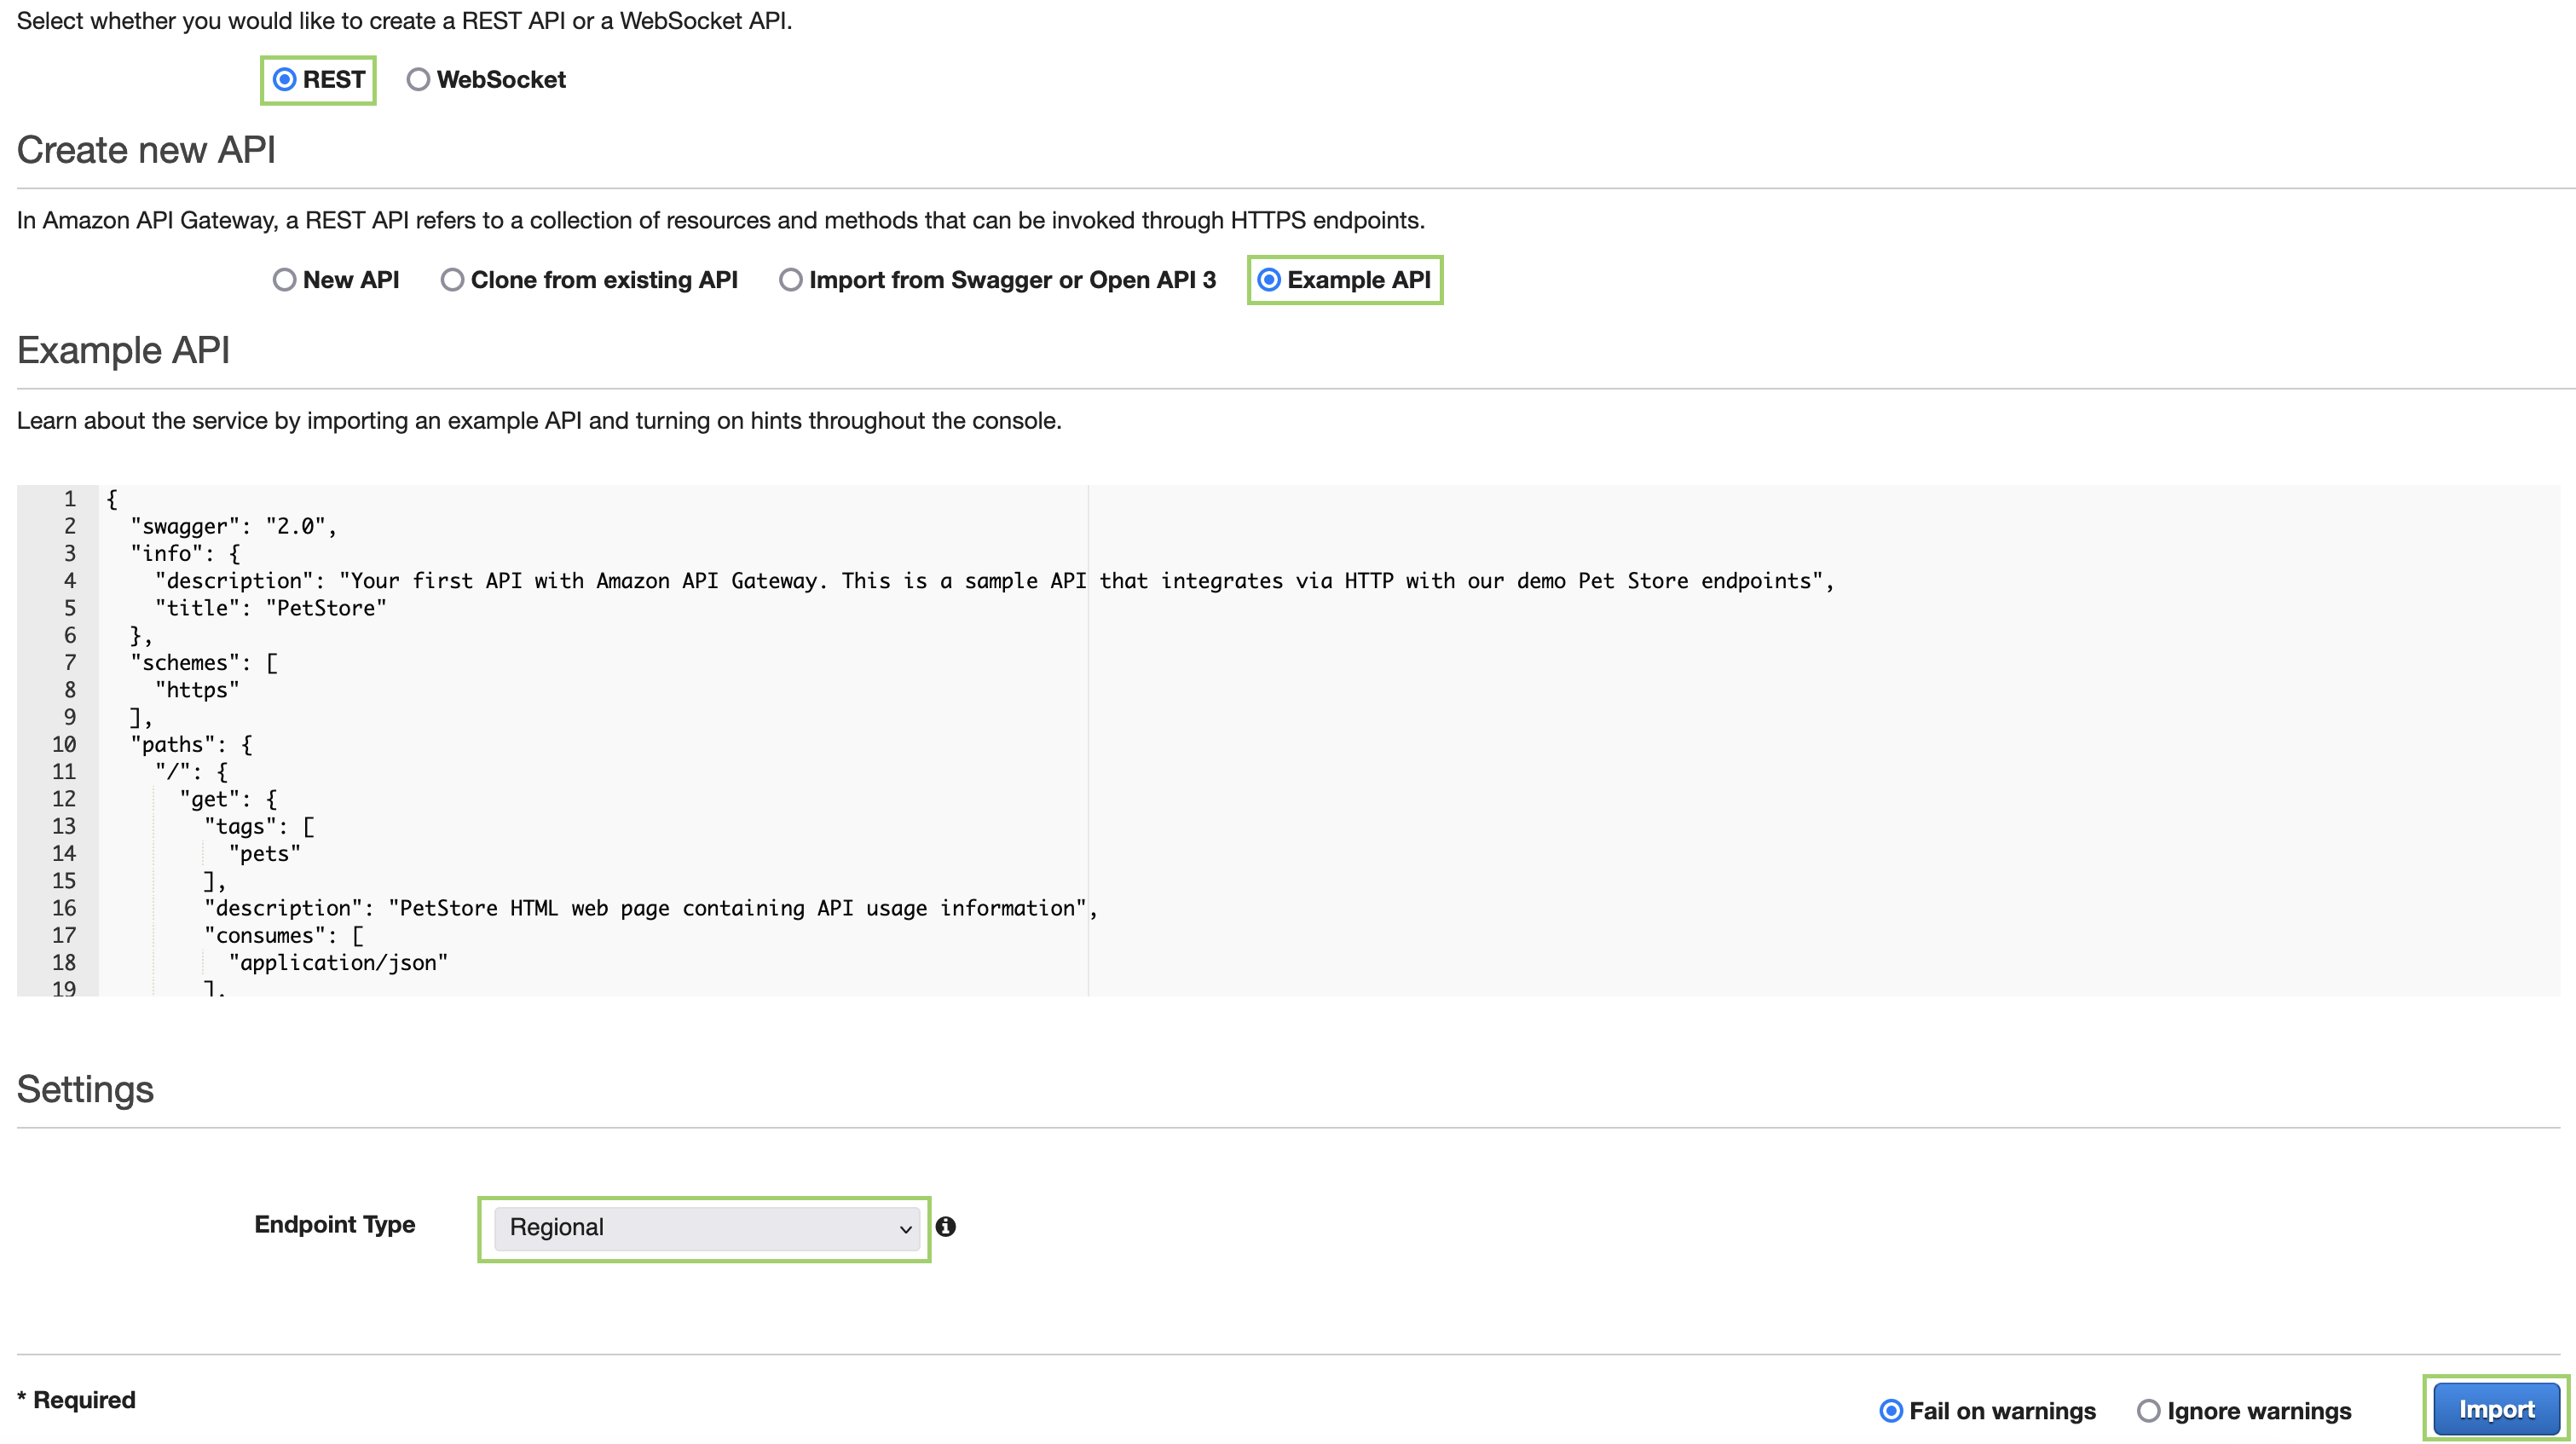 Select whether you would like to create a REST API or a WebSocket API.
REST WebSocket
Create new API
In Amazon API Gateway, a REST API refers to a collection of resources and methods that can be invoked through HTTPS endpoints.
New API Clone from existing API Import from Swagger or Open API 3 Example API
Example API
Learn about the service by importing an example API and turning on hints throughout the console.
1 {
2 "swagger": "2.0",
3 "info": {
4 "description": "Your first API with Amazon API Gateway. This is a sample API that integrates via HTTP with our demo Pet Store endpoints",
5 "title": "PetStore"
6 },
7 "schemes": [
8 "https"
9 ],
10 "paths": {
11 "/": {
12 "get": {
13 "tags": [
14 "pets"
15 ],
16 "description": "PetStore HTML web page containing API usage information",
17 "consumes": [
18 "application/json"
19 ],
Settings
Endpoint Type Regional
* Required
Fail on warnings Ignore warnings Import